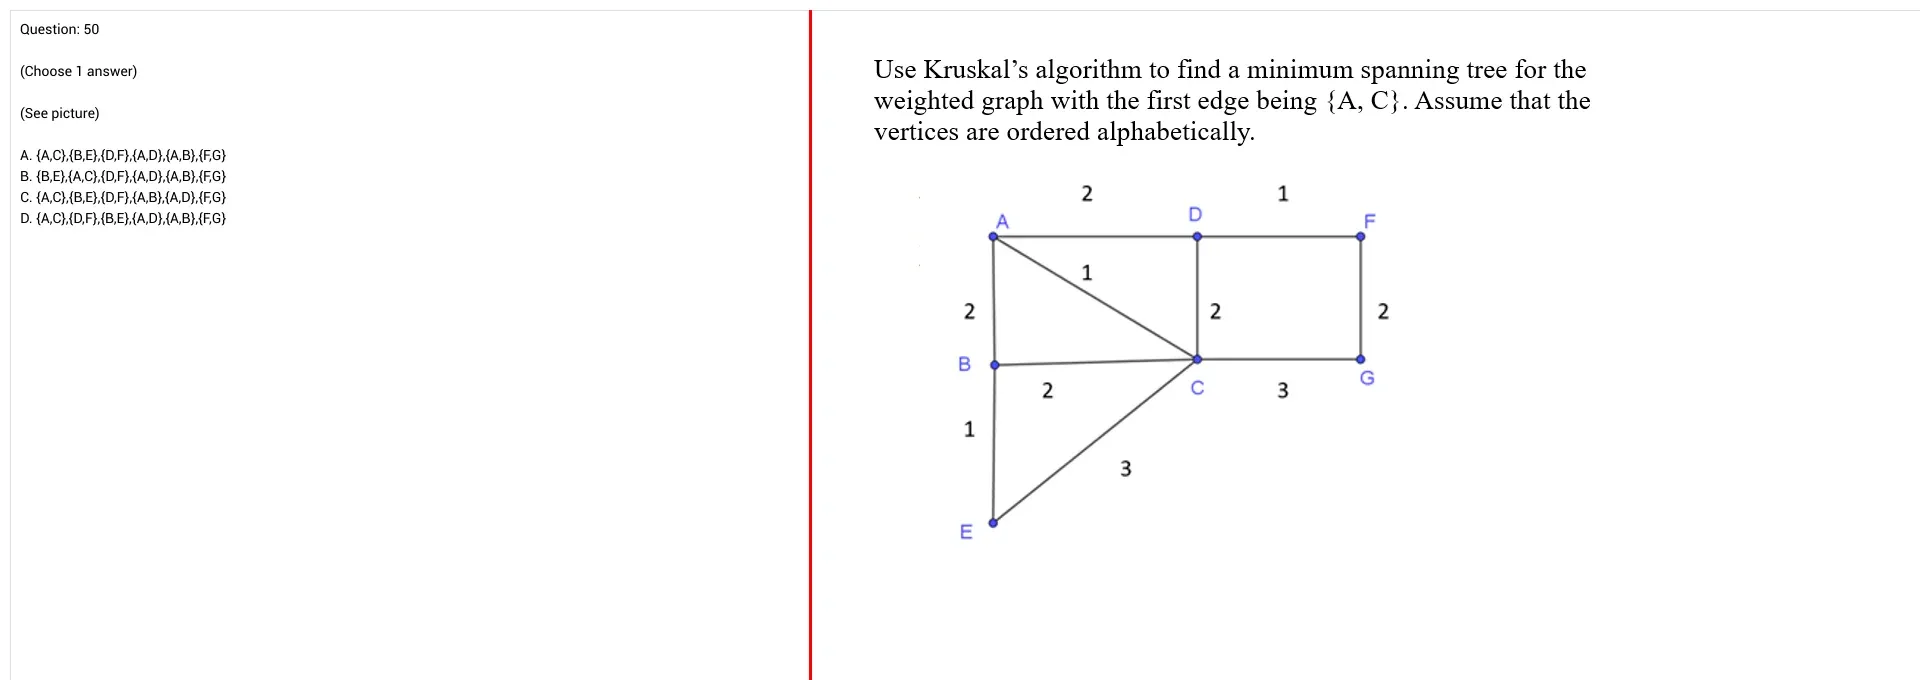 Question: 50
(Choose 1 answer)
(See picture)
A. {A,C},{B,E},{D,F},{A,D},{A,B},{F,G}
B. {B,E},{A,C},{D,F},{A,D},{A,B},{F,G}
C. {A,C},{B,E},{D,F},{A,B},{A,D},{F,G}
D. {A,C},{D,F},{B,E},{A,D},{A,B},{F,G}
Use Kruskal’s algorithm to find a minimum spanning tree for the
weighted graph with the first edge being {A, C}. Assume that the
vertices are ordered alphabetically.
2 1
A D F
1
2 2 2
B
C G
2 3
1
3
E